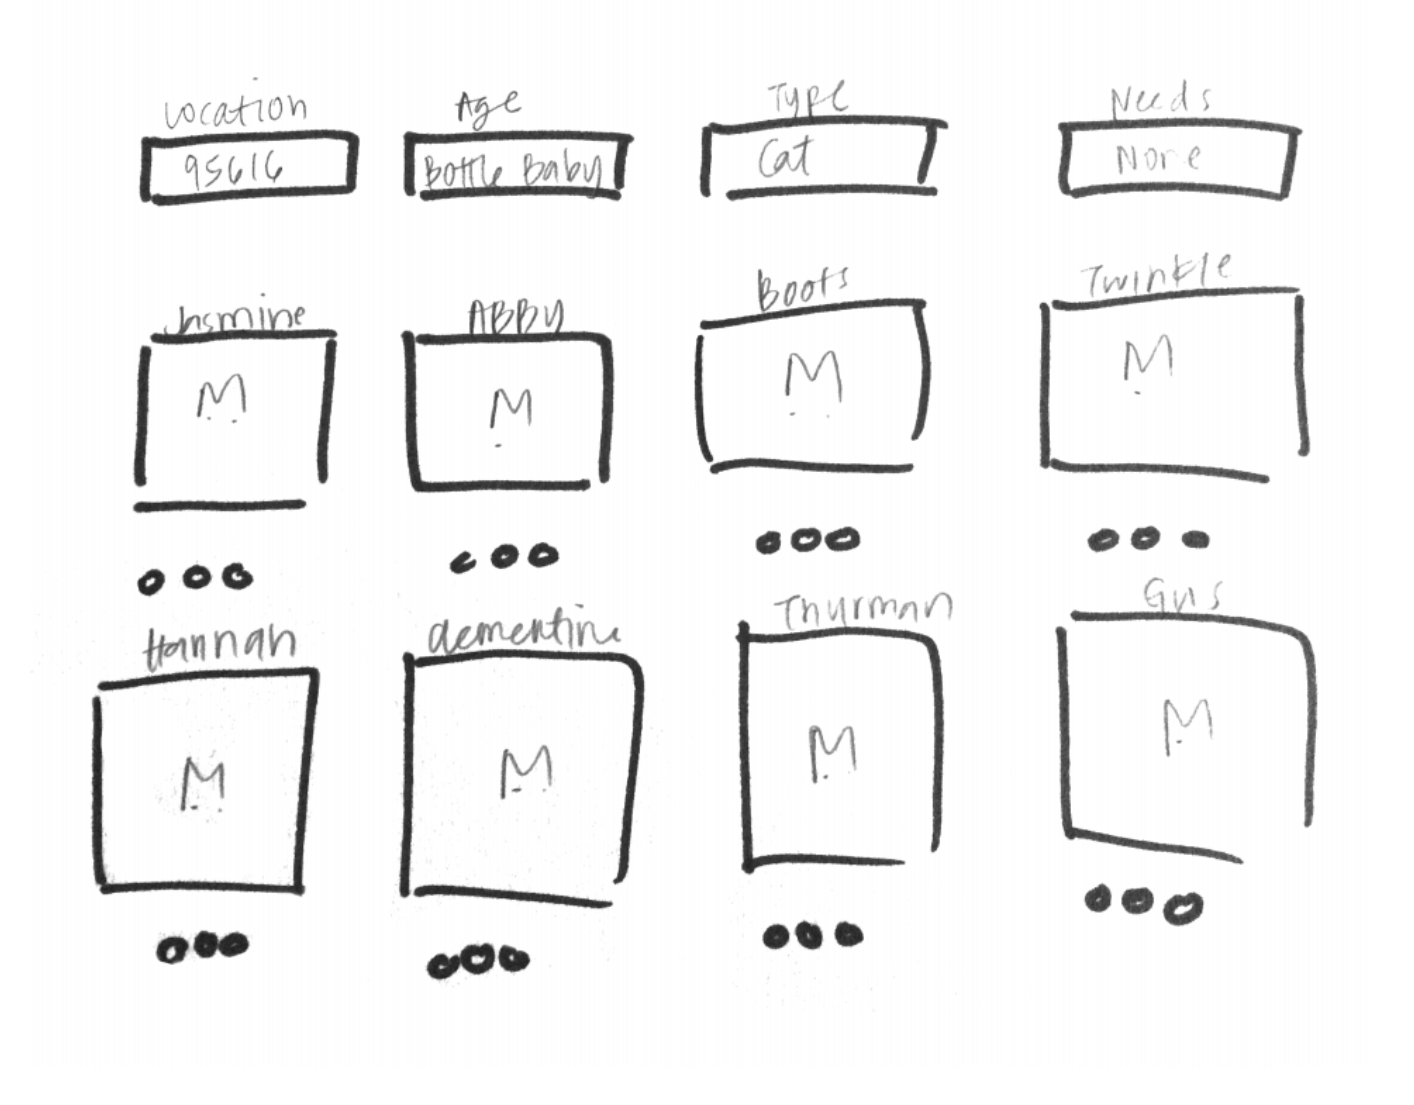 Location Age Type Needs
95616 Bottle Baby Cat None
Jasmine ABBY Boots Twinkle
Hannah Clementine Thurman Gus